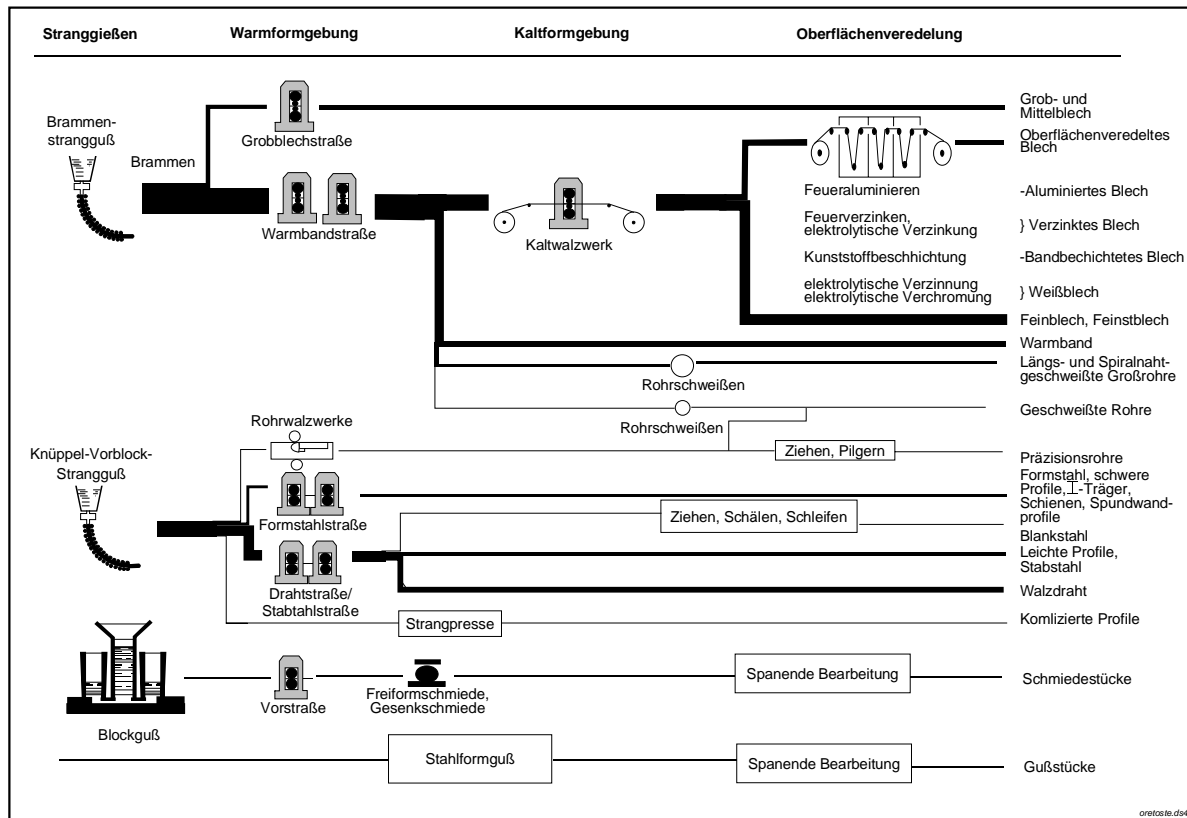 Stranggießen
Warmformgebung
Kaltformgebung
Oberflächenveredelung
Grob- und
Mittelblech
Brammen-
strangguß
Brammen
Grobblechstraße
Oberflächenveredeltes
Blech
Warmbandstraße
Kaltwalzwerk
Feueraluminieren
-Aluminiertes Blech
Feuerverzinken,
elektrolytische Verzinkung
} Verzinktes Blech
Kunststoffbeschhichtung
-Bandbechichtetes Blech
elektrolytische Verzinnung
elektrolytische Verchromung
} Weißblech
Feinblech, Feinstblech
Warmband
Rohrschweißen
Längs- und Spiralnaht-
geschweißte Großrohre
Rohrschweißen
Geschweißte Rohre
Knüppel-Vorblock-
Strangguß
Rohrwalzwerke
Ziehen, Pilgern
Präzisionsrohre
Formstahlstraße
Formstahl, schwere
Profile, I-Träger,
Schienen, Spundwand-
profile
Ziehen, Schälen, Schleifen
Blankstahl
Drahtstraße/
Stabtahlstraße
Leichte Profile,
Stabstahl
Walzdraht
Strangpresse
Komlizierte Profile
Blockguß
Vorstraße
Freiformschmiede,
Gesenkschmiede
Spanende Bearbeitung
Schmiedestücke
Stahlformguß
Spanende Bearbeitung
Gußstücke
oretoste.ds4